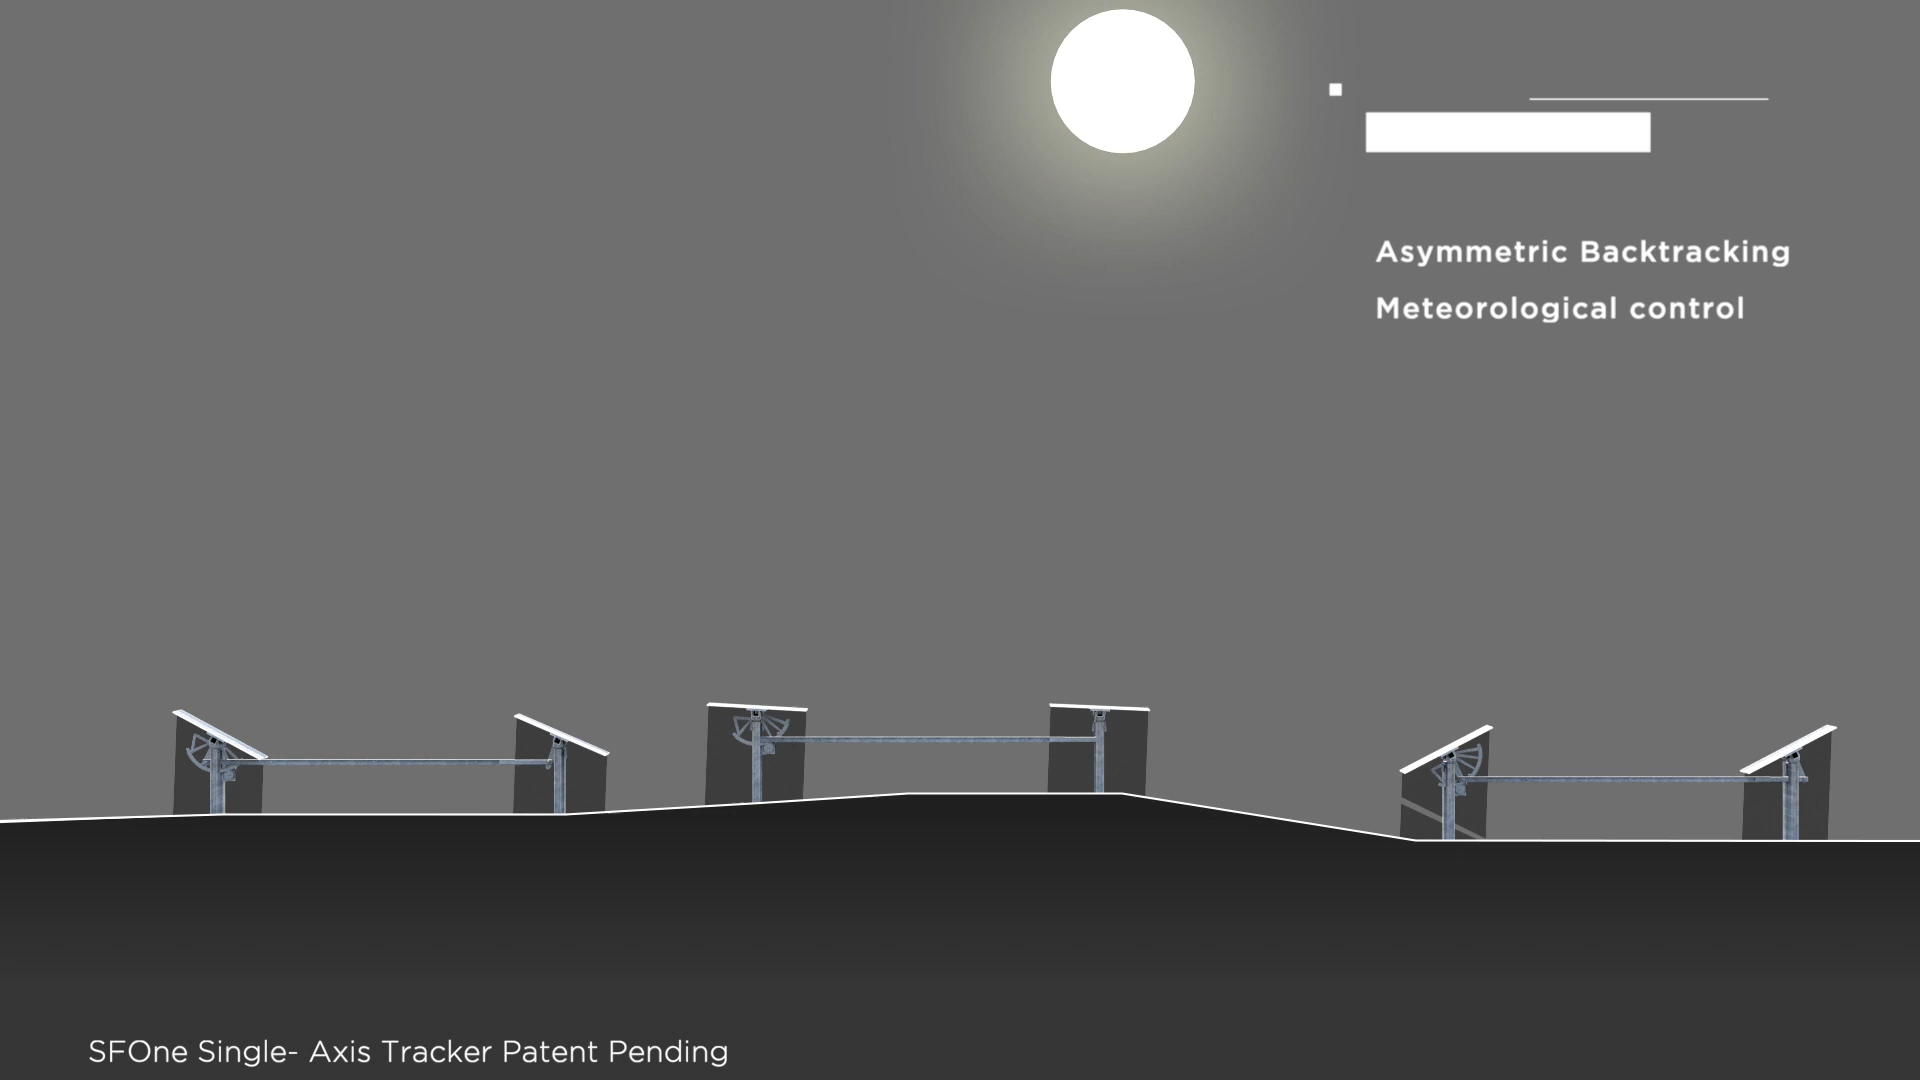 Asymmetric Backtracking
Meteorological control
SFOne Single- Axis Tracker Patent Pending